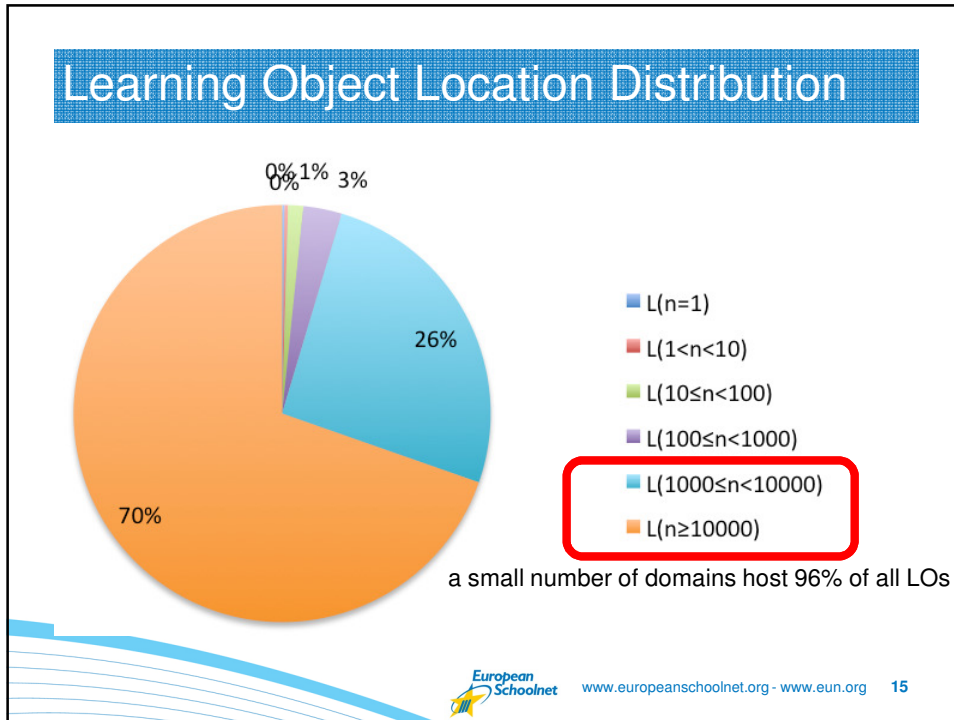 Learning Object Location Distribution
0% 1% 3%
0%
26%
70%
L(n=1)
L(1<n<10)
L(10≤n<100)
L(100≤n<1000)
L(1000≤n<10000)
L(n≥10000)
a small number of domains host 96% of all LOs
European
Schoolnet
www.europeanschoolnet.org - www.eun.org 15